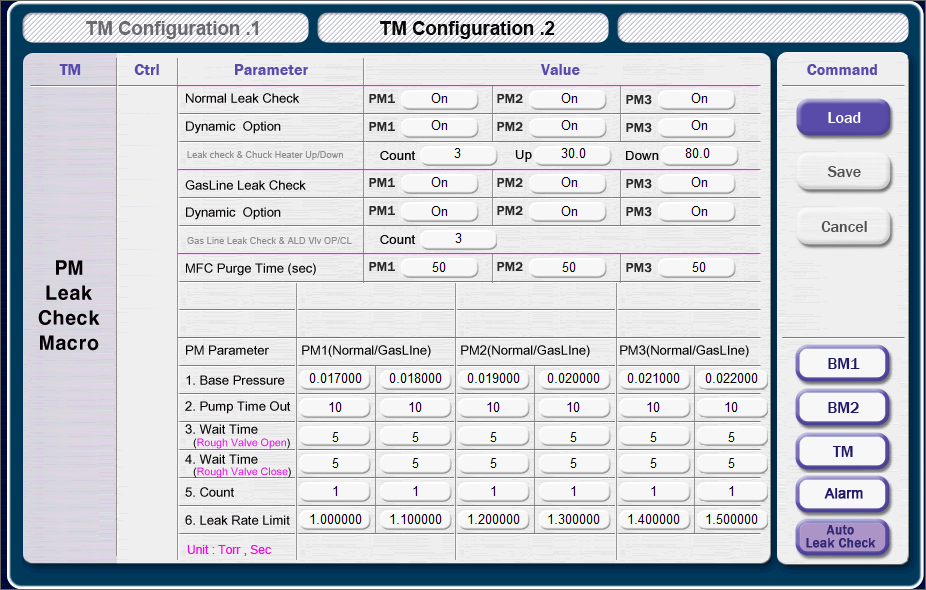 TM Configuration .1 TM Configuration .2
TM Ctrl Parameter Value Command
Normal Leak Check PM1 On PM2 On PM3 On
Load
Dynamic Option PM1 On PM2 On PM3 On
Leak check & Chuck Heater Up/Down Count 3 Up 30.0 Down 80.0
Save
GasLine Leak Check PM1 On PM2 On PM3 On
Dynamic Option PM1 On PM2 On PM3 On
Cancel
Gas Line Leak Check & ALD Vlv OP/CL Count 3
MFC Purge Time (sec) PM1 50 PM2 50 PM3 50
PM
Leak
Check
Macro
PM Parameter PM1(Normal/GasLIne) PM2(Normal/GasLIne) PM3(Normal/GasLIne)
BM1
1. Base Pressure 0.017000 0.018000 0.019000 0.020000 0.021000 0.022000
2. Pump Time Out 10 10 10 10 10 10
BM2
3. Wait Time 5 5 5 5 5 5
(Rough Valve Open)
TM
4. Wait Time 5 5 5 5 5 5
(Rough Valve Close)
5. Count 1 1 1 1 1 1
Alarm
6. Leak Rate Limit 1.000000 1.100000 1.200000 1.300000 1.400000 1.500000
Auto
Leak Check
Unit : Torr , Sec